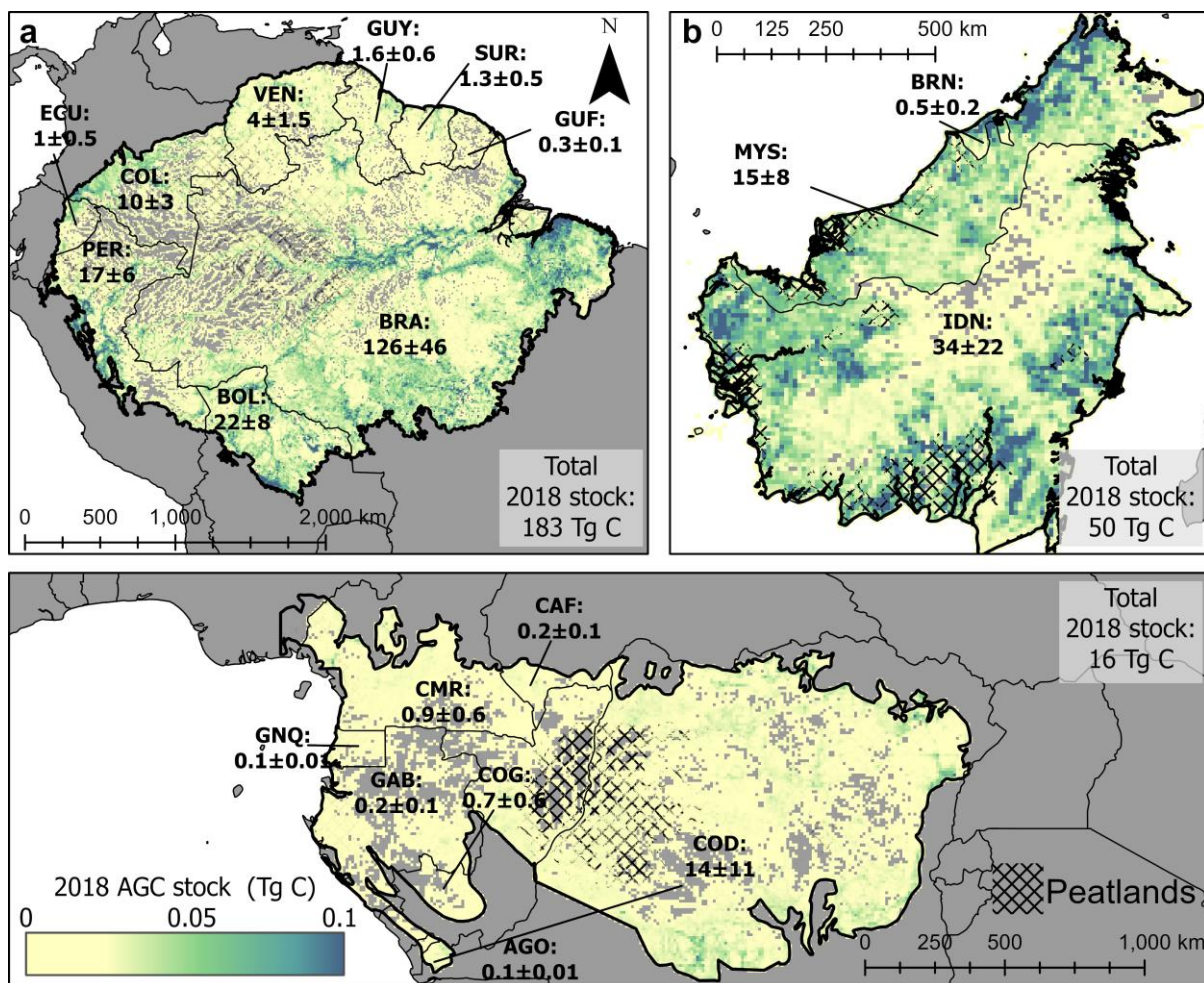 a
N
GUY:
1.6±0.6
SUR:
1.3±0.5
VEN:
4±1.5
ECU:
1±0.5
GUF:
0.3±0.1
COL:
10±3
PER:
17±6
BRA:
126±46
BOL:
22±8
Total
2018 stock:
183 Tg C
0 500 1,000 2,000 km
b
0 125 250 500 km
BRN:
0.5±0.2
MYS:
15±8
IDN:
34±22
Total
2018 stock:
50 Tg C
Total
2018 stock:
16 Tg C
CAF:
0.2±0.1
CMR:
0.9±0.6
GNQ:
0.1±0.01
GAB:
0.2±0.1
COG:
0.7±0.6
COD:
14±11
AGO:
0.1±0.01
2018 AGC stock (Tg C)
0 0.05 0.1
Peatlands
0 250 500 1,000 km